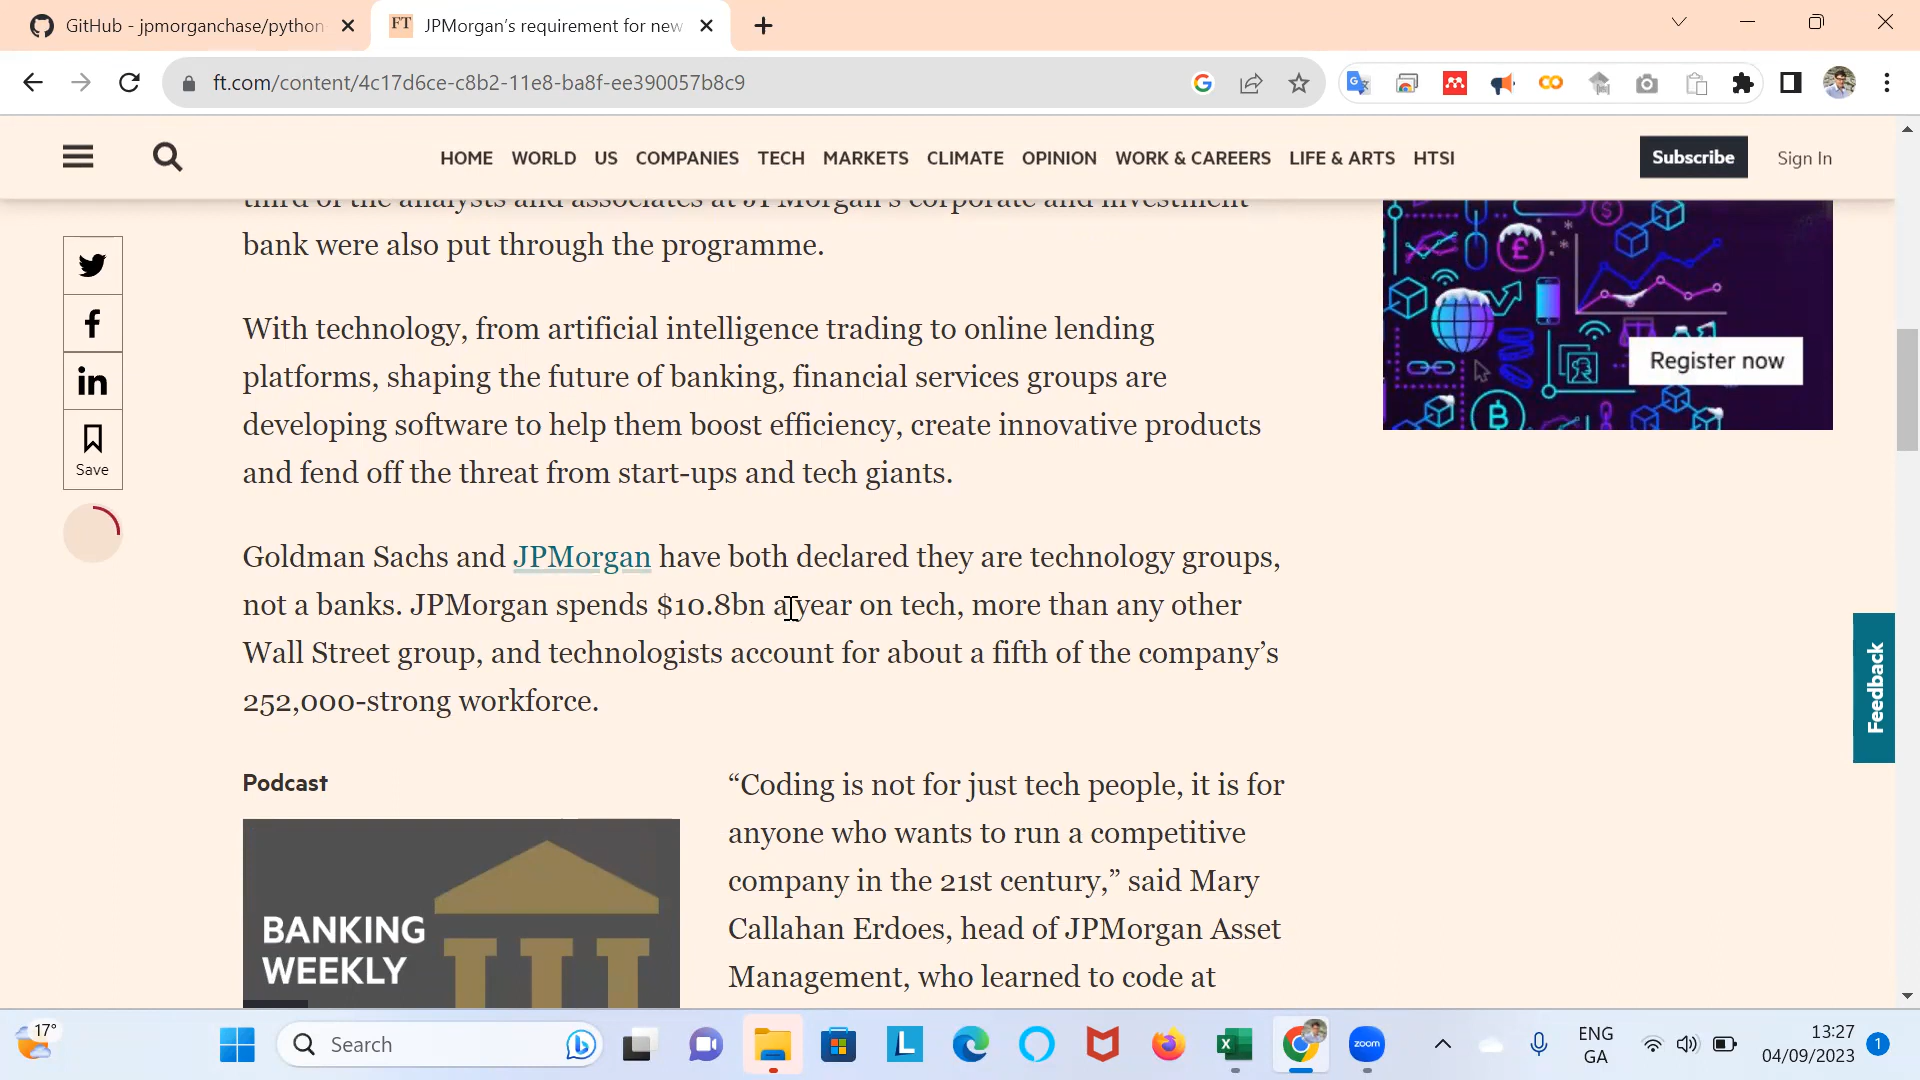 GitHub - jpmorganchase/python
FT
JPMorgan's requirement for new
ft.com/content/4c17d6ce-c8b2-11e8-ba8f-ee390057b8c9
HOME WORLD US COMPANIES TECH MARKETS CLIMATE OPINION WORK & CAREERS LIFE & ARTS HTSI
Subscribe
Sign In
third of the analysts and associates at JPMorgan's corporate and investment
bank were also put through the programme.
With technology, from artificial intelligence trading to online lending
platforms, shaping the future of banking, financial services groups are
developing software to help them boost efficiency, create innovative products
and fend off the threat from start-ups and tech giants.
Goldman Sachs and JPMorgan have both declared they are technology groups,
not a banks. JPMorgan spends $10.8bn a year on tech, more than any other
Wall Street group, and technologists account for about a fifth of the company's
252,000-strong workforce.
Save
Register now
Feedback
Podcast
BANKING
WEEKLY
“Coding is not for just tech people, it is for
anyone who wants to run a competitive
company in the 21st century,” said Mary
Callahan Erdoes, head of JPMorgan Asset
Management, who learned to code at
17°
Search
zoom
ENG
GA
13:27
04/09/2023
1